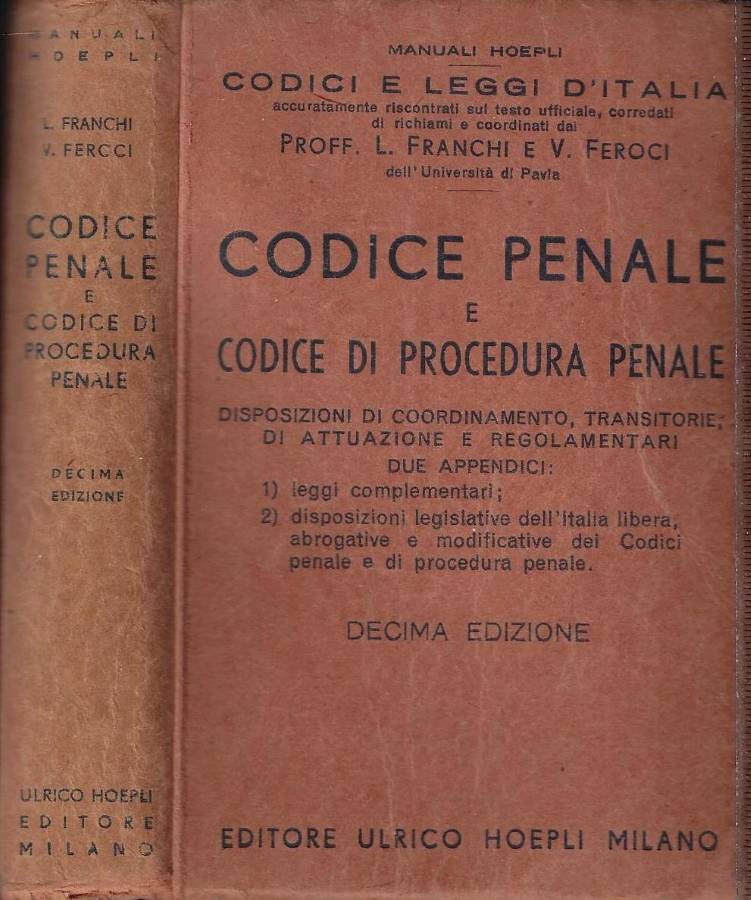 MANUALI
HOEPLI
L. FRANCHI
V. FEROCI
CODICE
PENALE
E
CODICE DI
PROCEDURA
PENALE
DECIMA
EDIZIONE
ULRICO HOEPLI
EDITORE
MILANO
MANUALI HOEPLI
CODICI E LEGGI D'ITALIA
accuratamente riscontrati sul testo ufficiale, corredati
di richiami e coordinati dai
PROFF. L. FRANCHI E V. FEROCI
dell'Università di Pavia
CODICE PENALE
E
CODICE DI PROCEDURA PENALE
DISPOSIZIONI DI COORDINAMENTO, TRANSITORIE,
DI ATTUAZIONE E REGOLAMENTARI
DUE APPENDICI:
1) leggi complementari;
2) disposizioni legislative dell'Italia libera,
abrogative e modificative dei Codici
penale e di procedura penale.
DECIMA EDIZIONE
EDITORE ULRICO HOEPLI MILANO